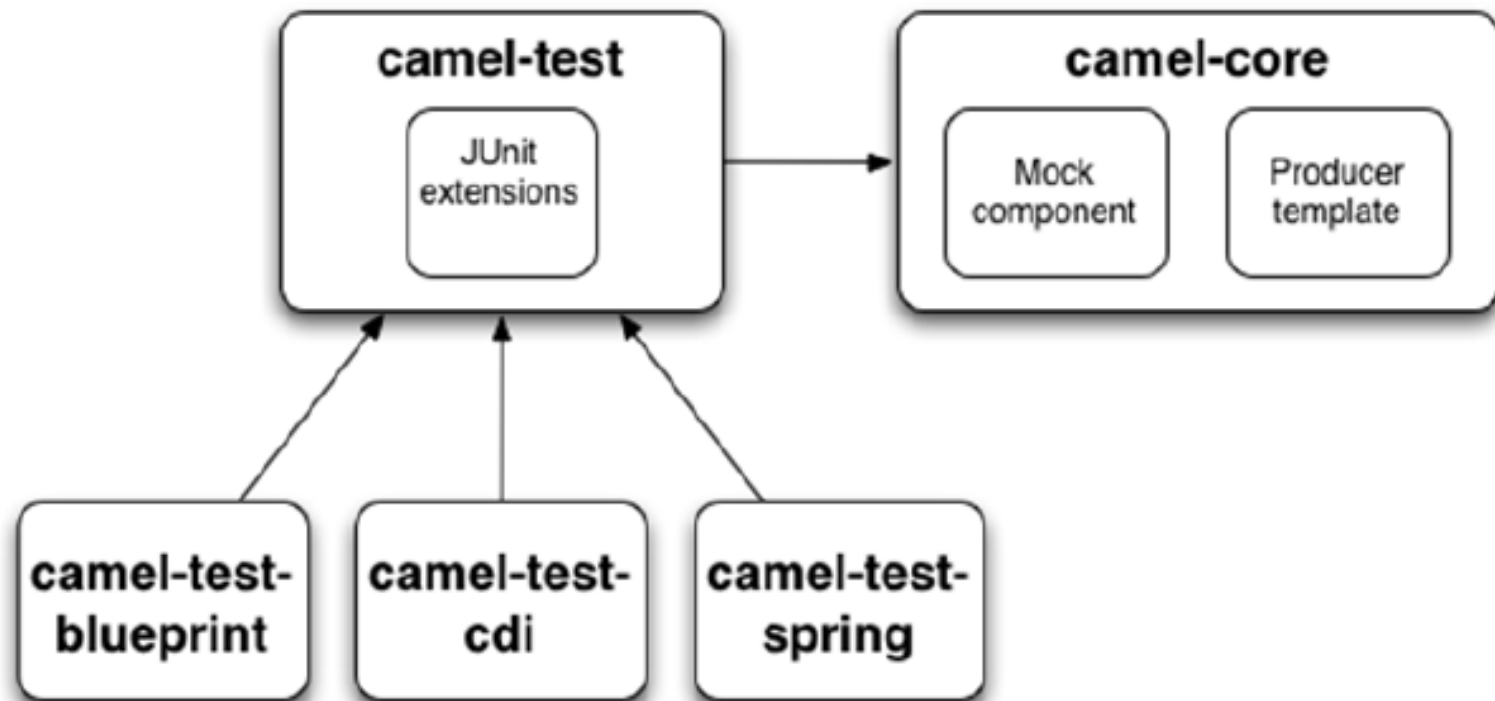 camel-test
JUnit
extensions
camel-core
Mock
component
Producer
template
camel-test-
blueprint
camel-test-
cdi
camel-test-
spring